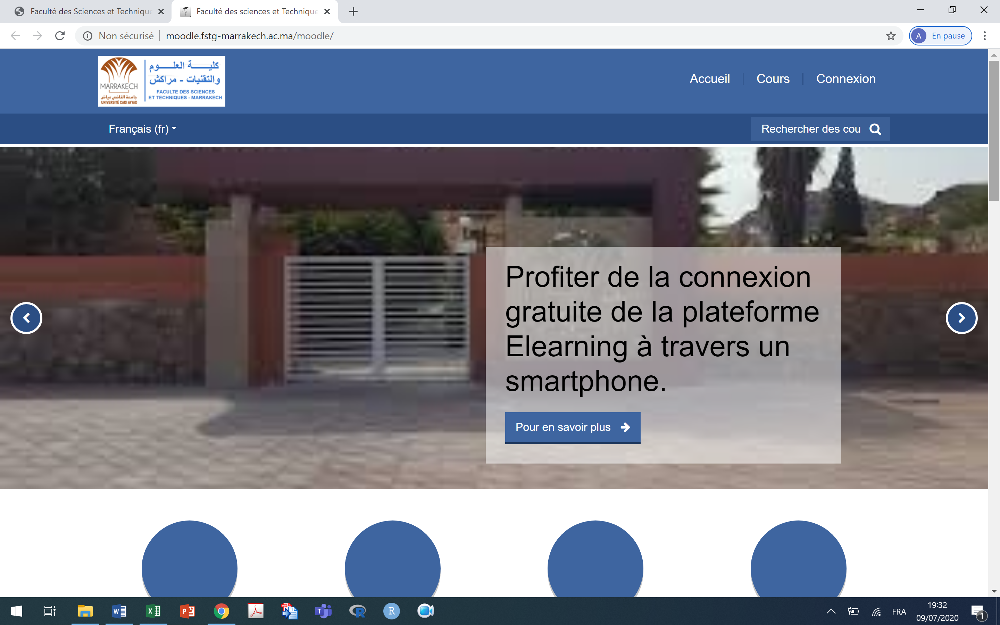 Faculté des Sciences et Technique
Faculté des sciences et Technique
Non sécurisé
moodle.fstg-marrakech.ac.ma/moodle/
A
En pause
MARRAKECH
جامعة القاضي عياض
UNIVERSITÉ CADI AYYAD
كليـــــــة العلـــــوم
والتقنيات - مراكش
FACULTE DES SCIENCES
ET TECHNIQUES - MARRAKECH
Accueil
Cours
Connexion
Français (fr)
Rechercher des cou
Profiter de la connexion
gratuite de la plateforme
Elearning à travers un
smartphone.
Pour en savoir plus
FRA
19:32
09/07/2020
1